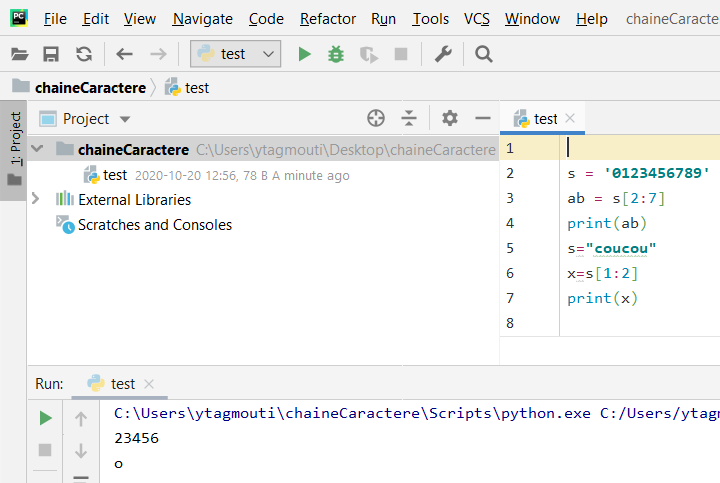 PC File Edit View Navigate Code Refactor Run Tools VCS Window Help chaineCaractere
test
chaineCaractere test
1: Project
Project
test
chaineCaractere C:\Users\ytagmouti\Desktop\chaineCaractere
test 2020-10-20 12:56, 78 B A minute ago
External Libraries
Scratches and Consoles
1
2 s = '0123456789'
3 ab = s[2:7]
4 print(ab)
5 s="coucou"
6 x=s[1:2]
7 print(x)
8
Run: test
C:\Users\ytagmouti\chaineCaractere\Scripts\python.exe C:/Users/ytagm
23456
o